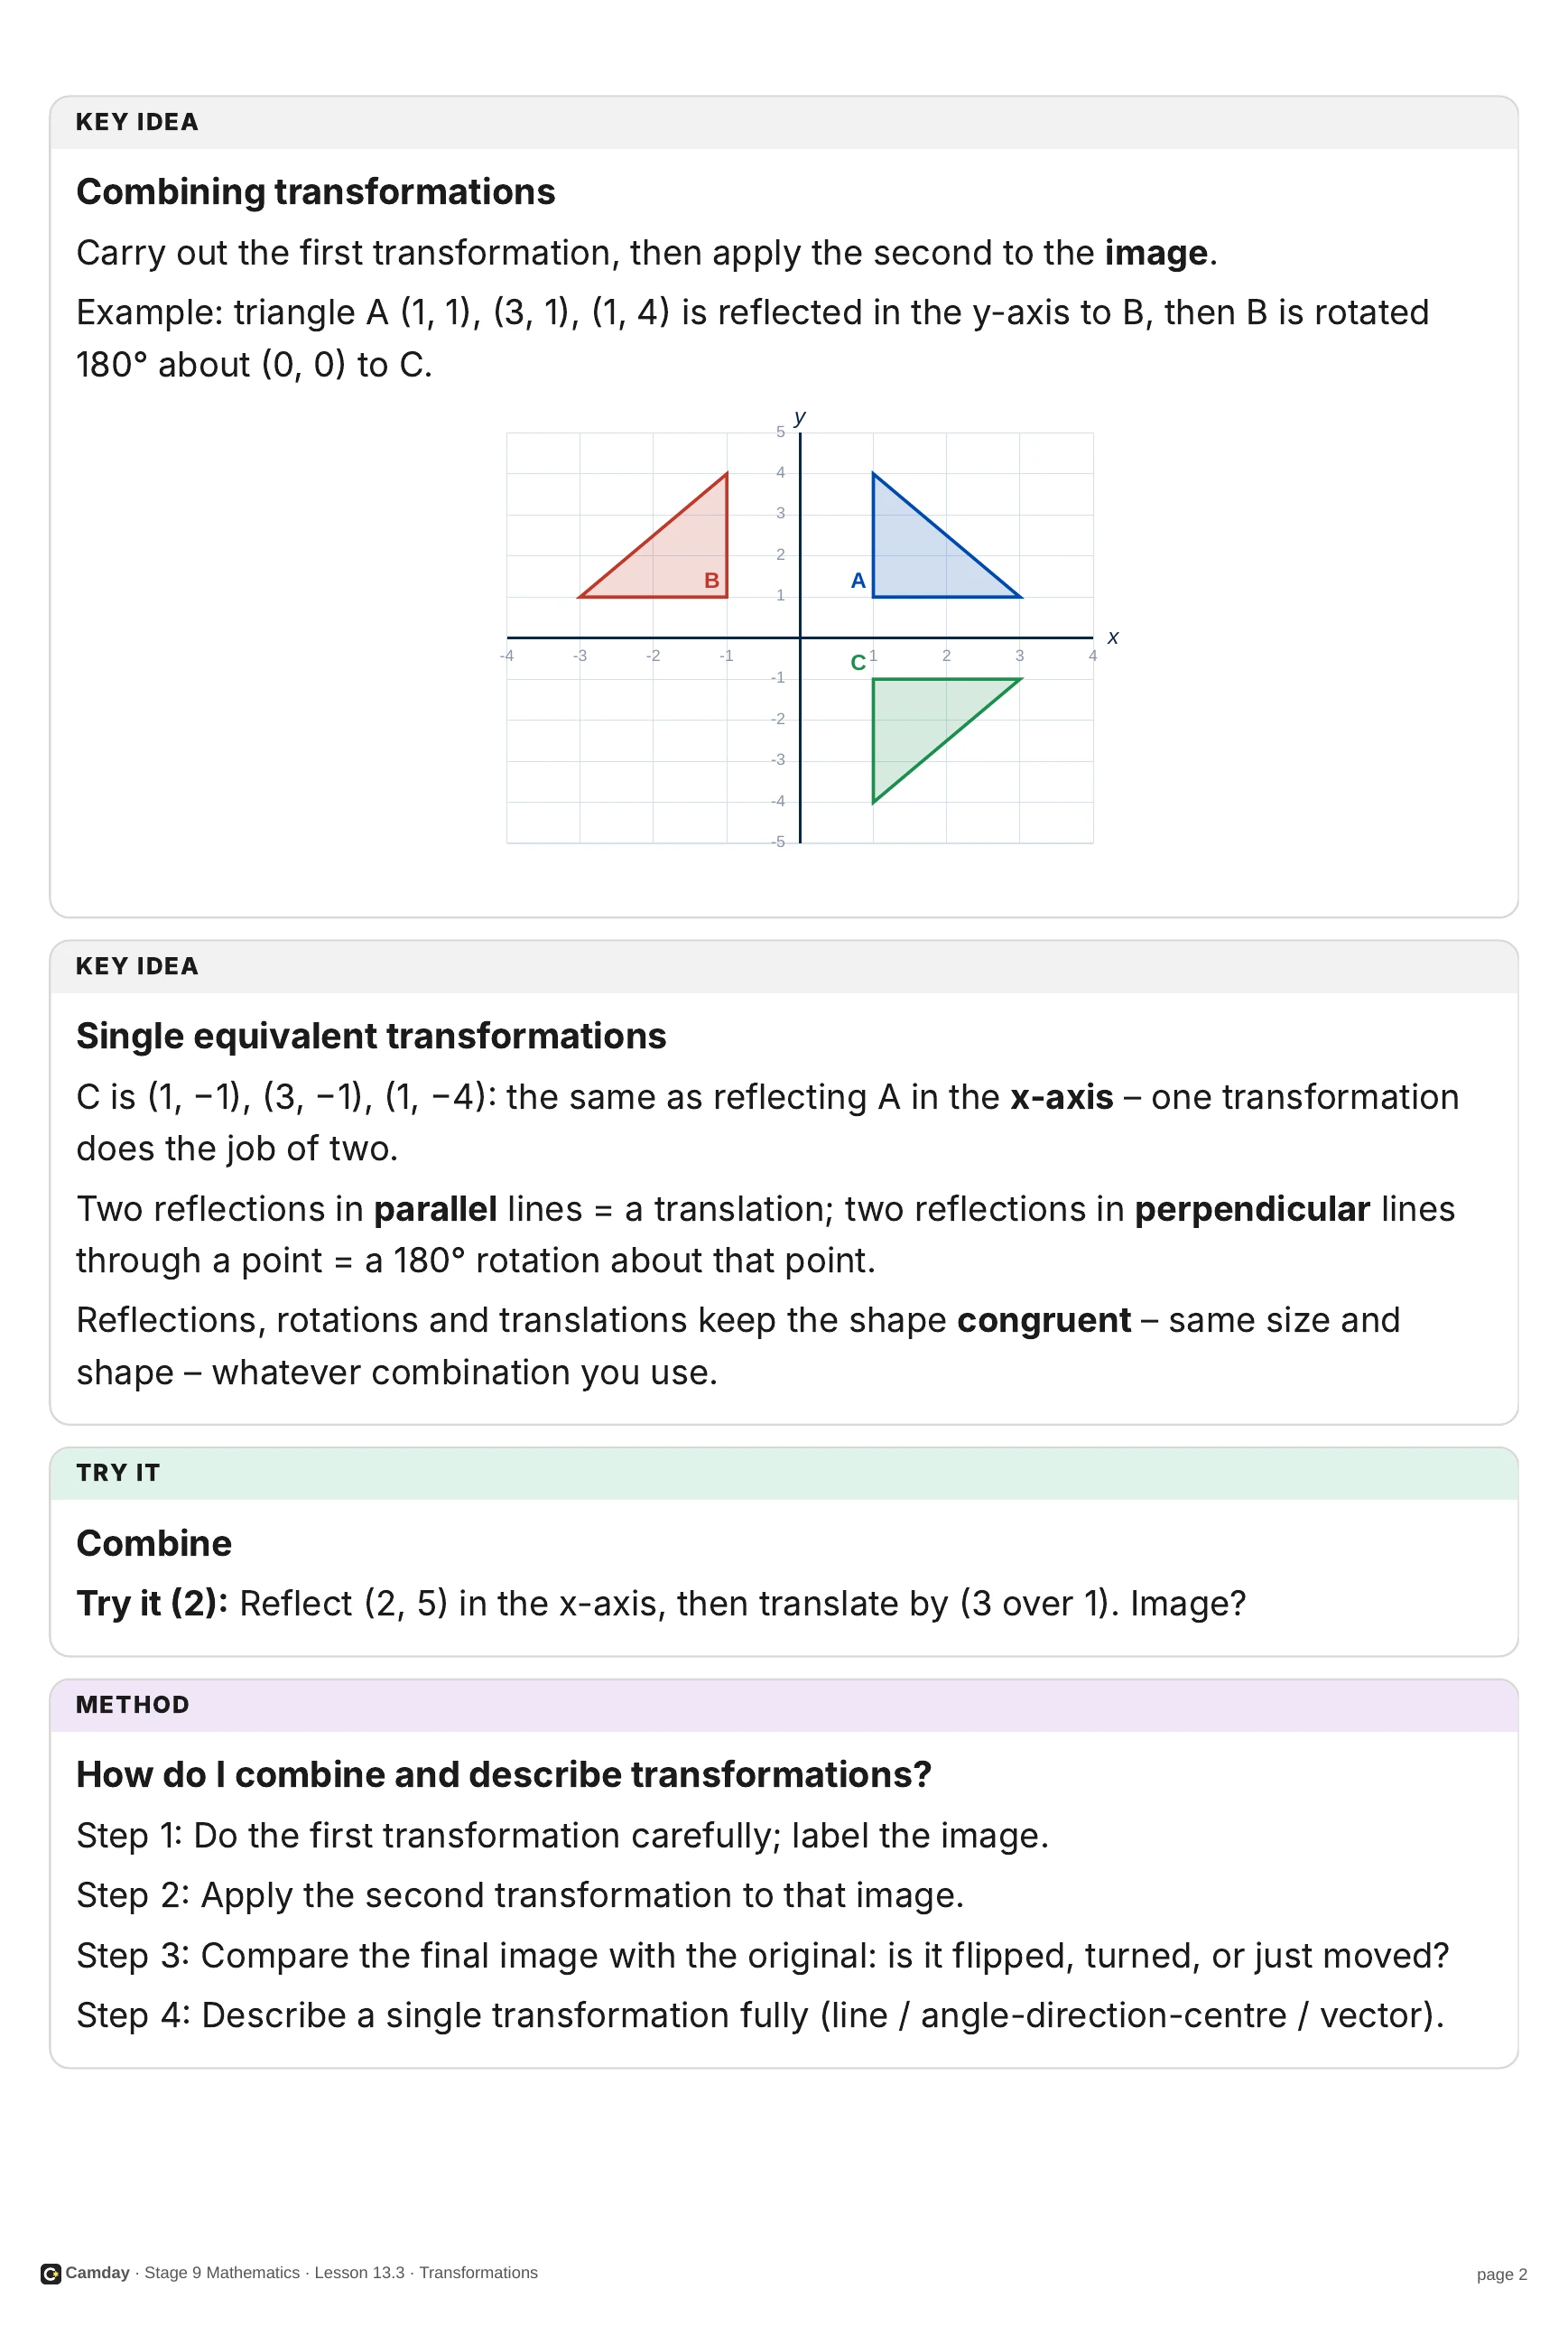 KEY IDEA
Combining transformations
Carry out the first transformation, then apply the second to the image.
Example: triangle A (1, 1), (3, 1), (1, 4) is reflected in the y-axis to B, then B is rotated
180° about (0, 0) to C.
y
5
4
3
2
1
B
A
x
-4 -3 -2 -1 1 2 3 4
C
-1
-2
-3
-4
-5
KEY IDEA
Single equivalent transformations
C is (1, −1), (3, −1), (1, −4): the same as reflecting A in the x-axis – one transformation
does the job of two.
Two reflections in parallel lines = a translation; two reflections in perpendicular lines
through a point = a 180° rotation about that point.
Reflections, rotations and translations keep the shape congruent – same size and
shape – whatever combination you use.
TRY IT
Combine
Try it (2): Reflect (2, 5) in the x-axis, then translate by (3 over 1). Image?
METHOD
How do I combine and describe transformations?
Step 1: Do the first transformation carefully; label the image.
Step 2: Apply the second transformation to that image.
Step 3: Compare the final image with the original: is it flipped, turned, or just moved?
Step 4: Describe a single transformation fully (line / angle-direction-centre / vector).
Camday · Stage 9 Mathematics · Lesson 13.3 · Transformations
page 2